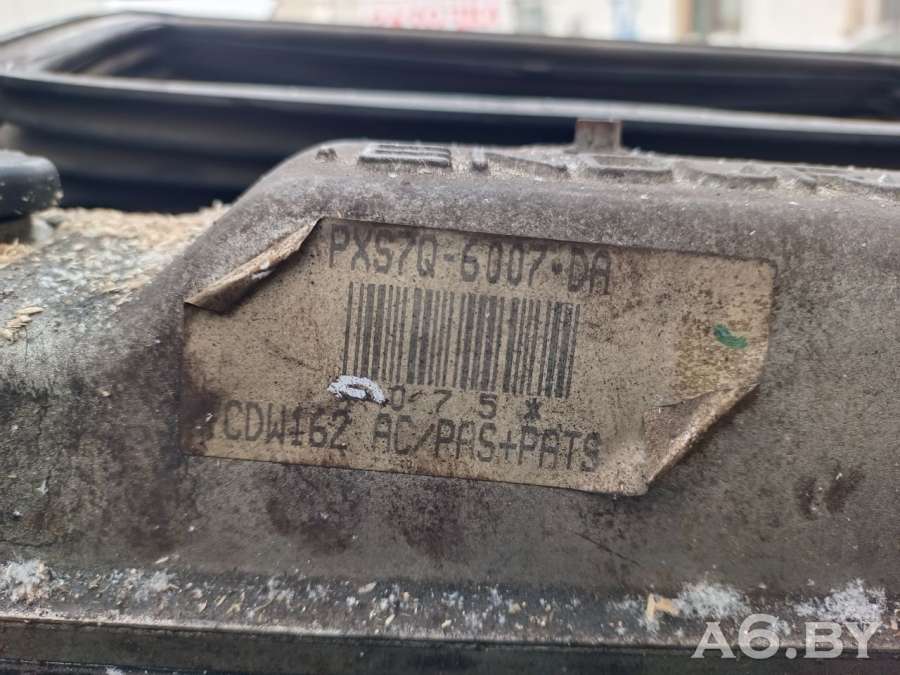 PXS7Q-6007-DA
075*
CDW162 AC/PAS+PATS
A6.BY